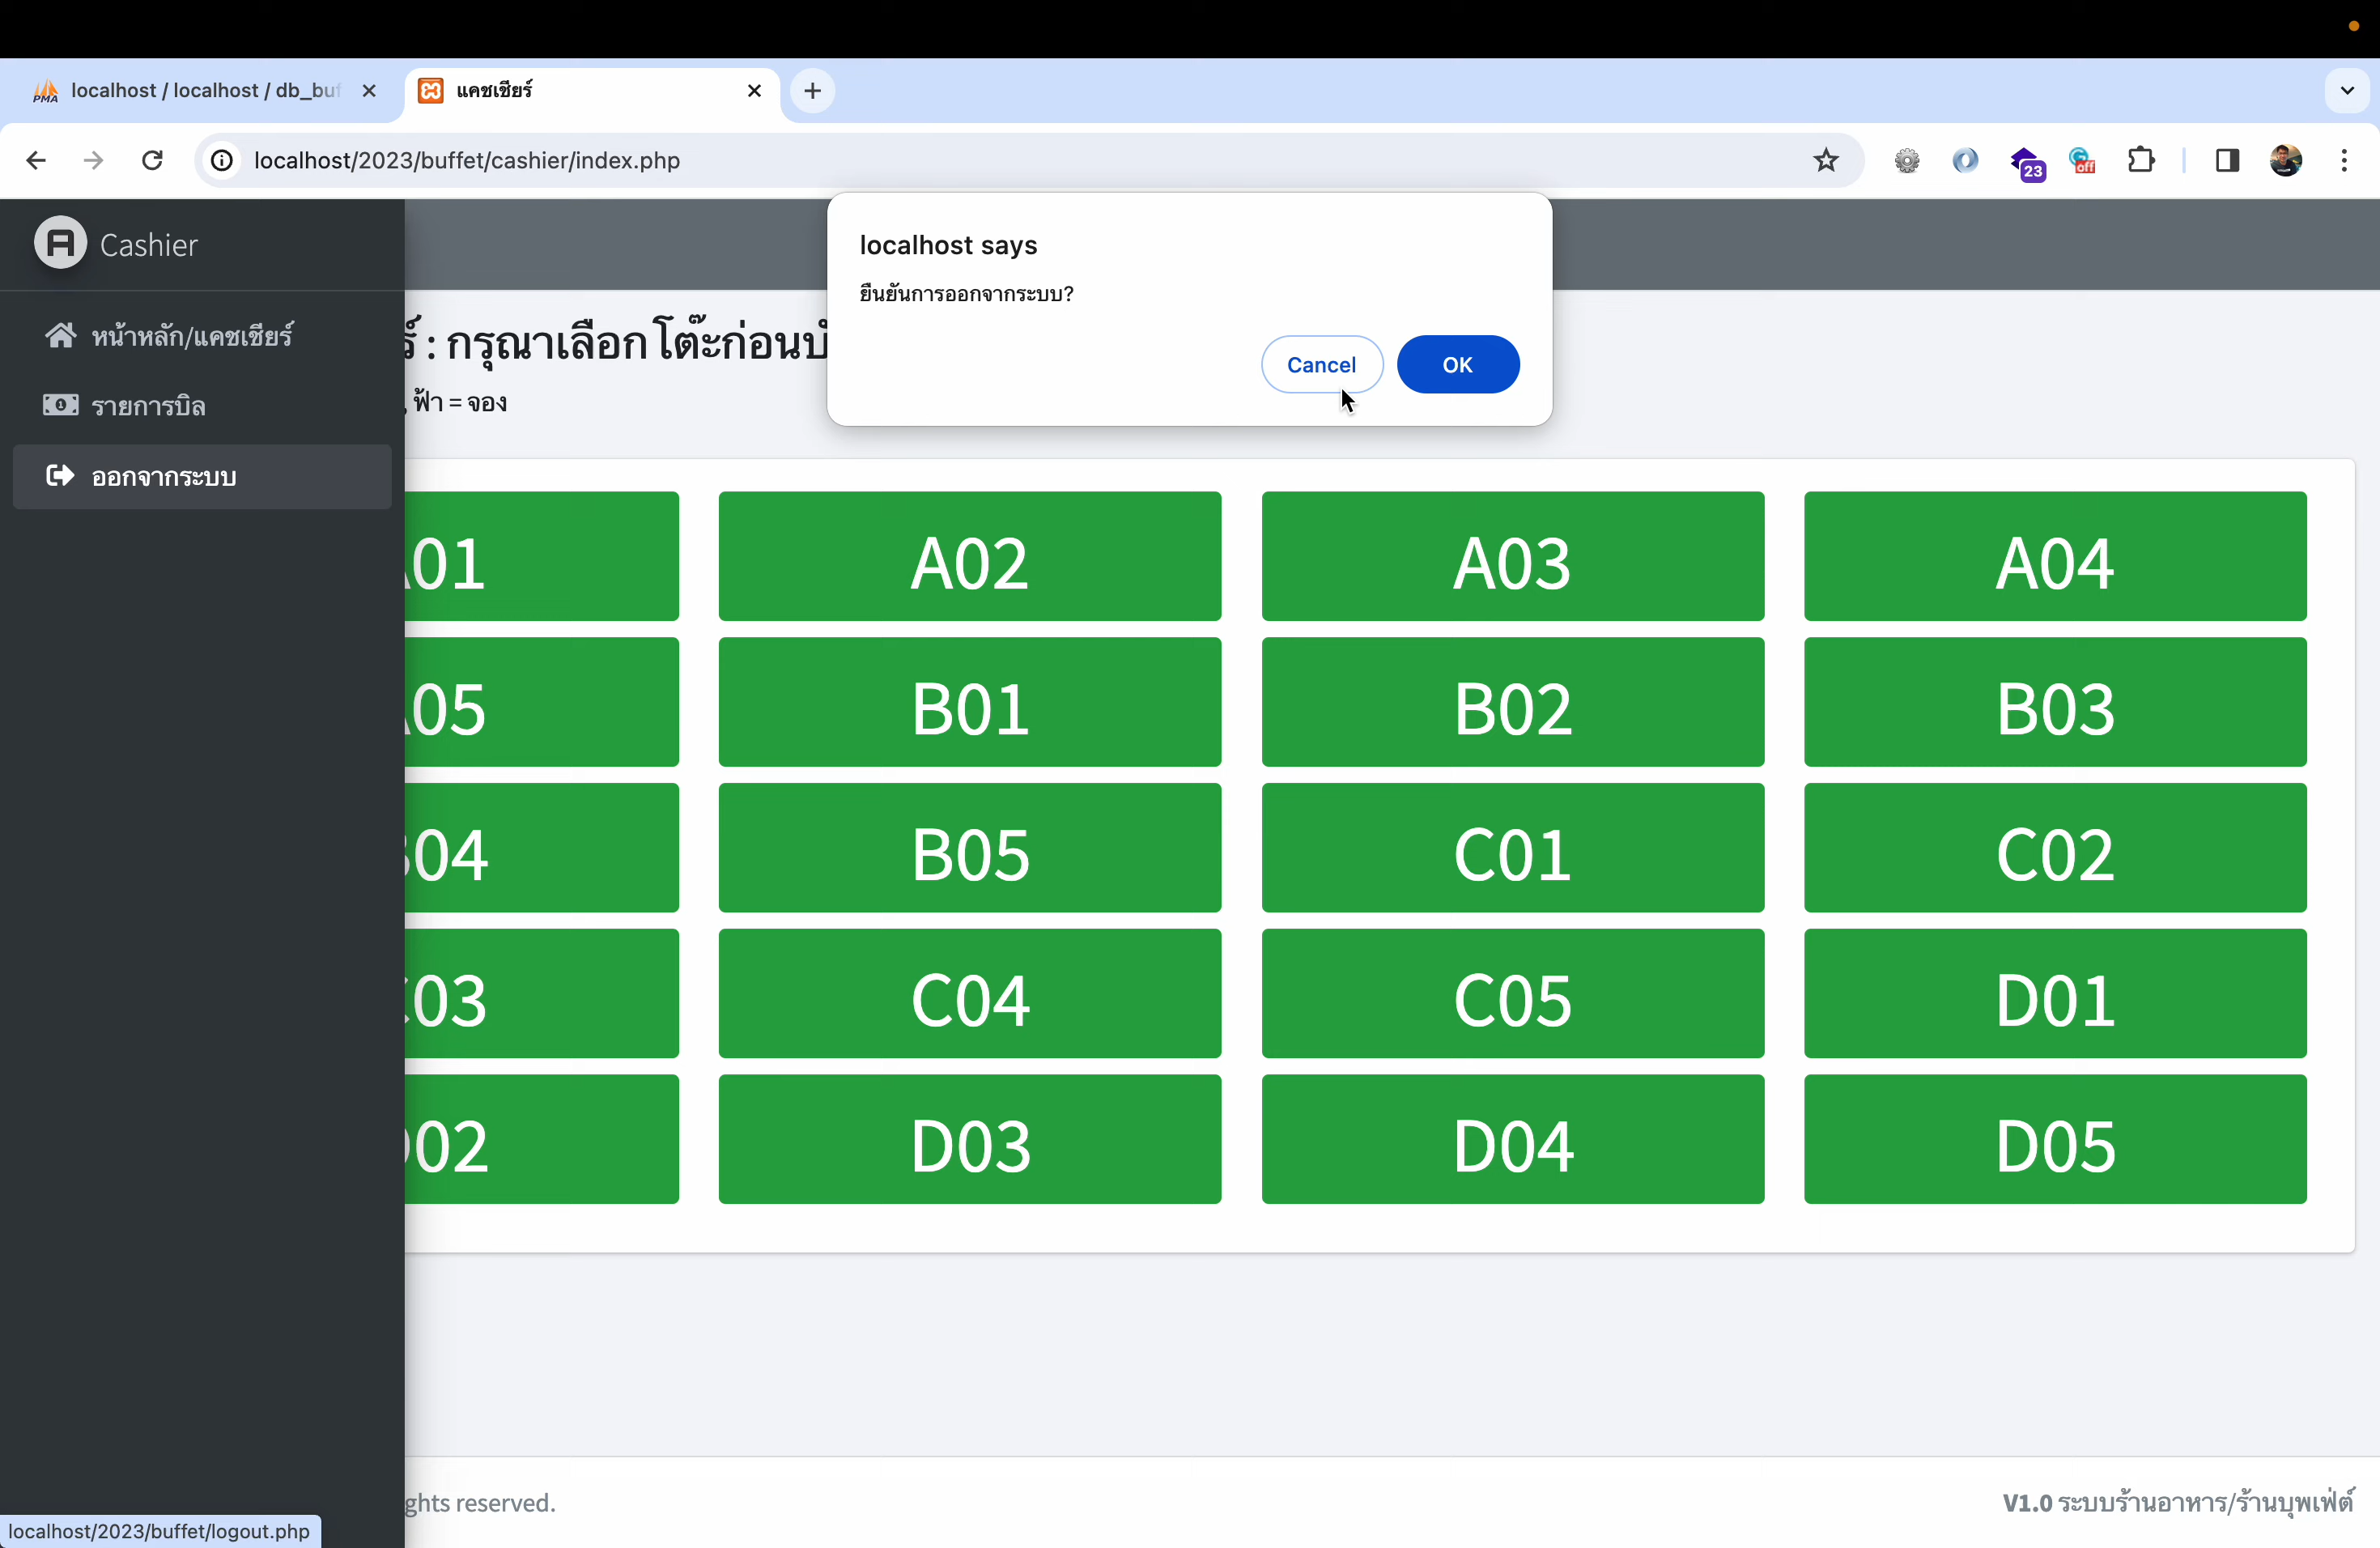 localhost / localhost / db_buf
แคชเชียร์
localhost/2023/buffet/cashier/index.php
23
off
Cashier
localhost says
ยืนยันการออกจากระบบ?
Cancel
OK
หน้าหลัก/แคชเชียร์
ร์ : กรุณาเลือกโต๊ะก่อนบั
รายการบิล
, ฟ้า = จอง
ออกจากระบบ
01 A02 A03 A04
05 B01 B02 B03
04 B05 C01 C02
03 C04 C05 D01
02 D03 D04 D05
ghts reserved.
V1.0 ระบบร้านอาหาร/ร้านบุพเฟ่ต์
localhost/2023/buffet/logout.php